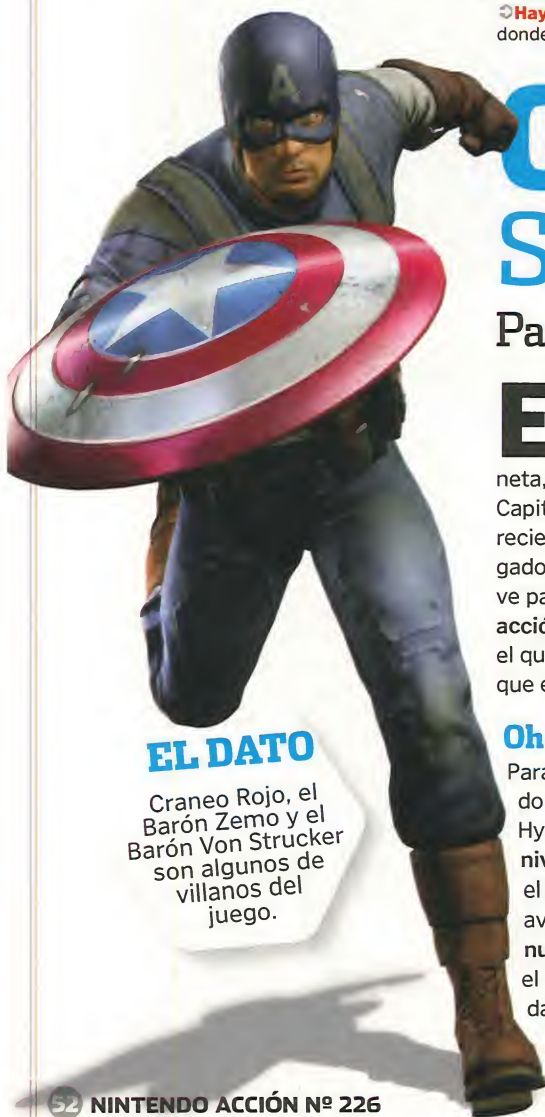 Hay
donde
A
Pa
E
neta,
Capit
recie
gado
ve pa
acció
el qu
que e
Oh
Para
do
Hy
niv
el
av
nu
el
da
EL DATO
Craneo Rojo, el
Barón Zemo y el
Barón Von Strucker
son algunos de
villanos del
juego.
52 NINTENDO ACCIÓN Nº 226